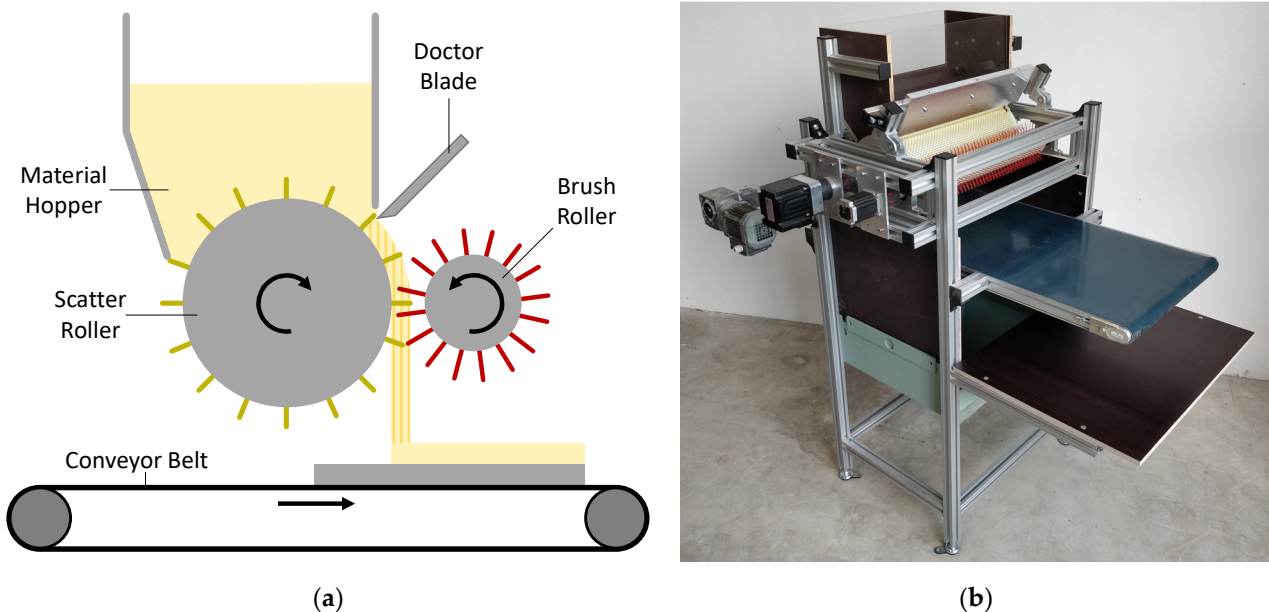 Doctor
Blade
Material
Hopper
Brush
Roller
Scatter
Roller
Conveyor Belt
(a)
(b)